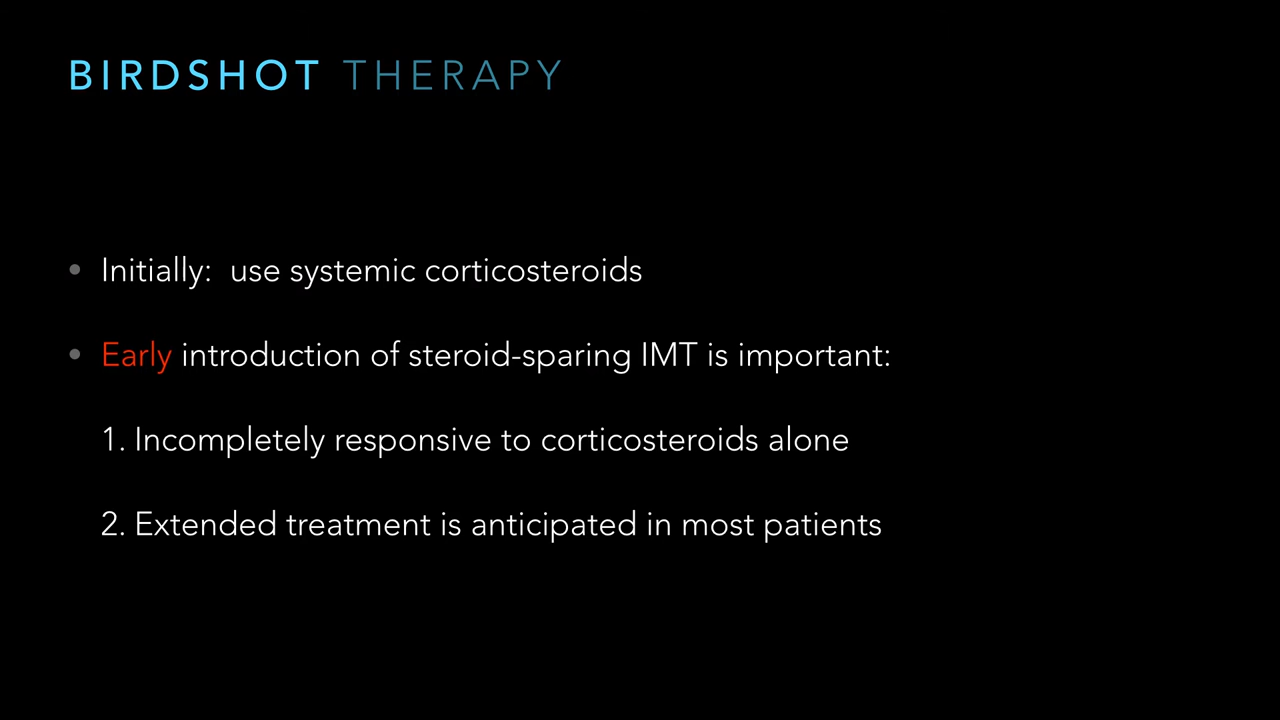 BIRDSHOT THERAPY
• Initially:  use systemic corticosteroids
• Early introduction of steroid-sparing IMT is important:
1. Incompletely responsive to corticosteroids alone
2. Extended treatment is anticipated in most patients